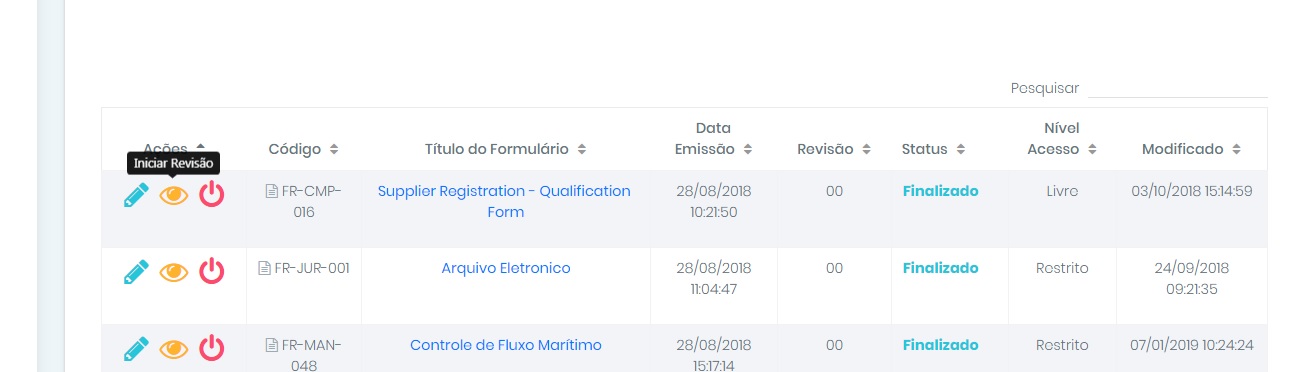 Pesquisar
Data
Nível
Ações
Código
Título do Formulário
Emissão
Revisão
Status
Acesso
Modificado
Iniciar Revisão
FR-CMP-
Supplier Registration - Qualification
28/08/2018
00
Finalizado
Livre
03/10/2018 15:14:59
016
Form
10:21:50
FR-JUR-001
Arquivo Eletronico
28/08/2018
00
Finalizado
Restrito
24/09/2018
11:04:47
09:21:35
FR-MAN-
Controle de Fluxo Marítimo
28/08/2018
00
Finalizado
Restrito
07/01/2019 10:24:24
048
15:17:14